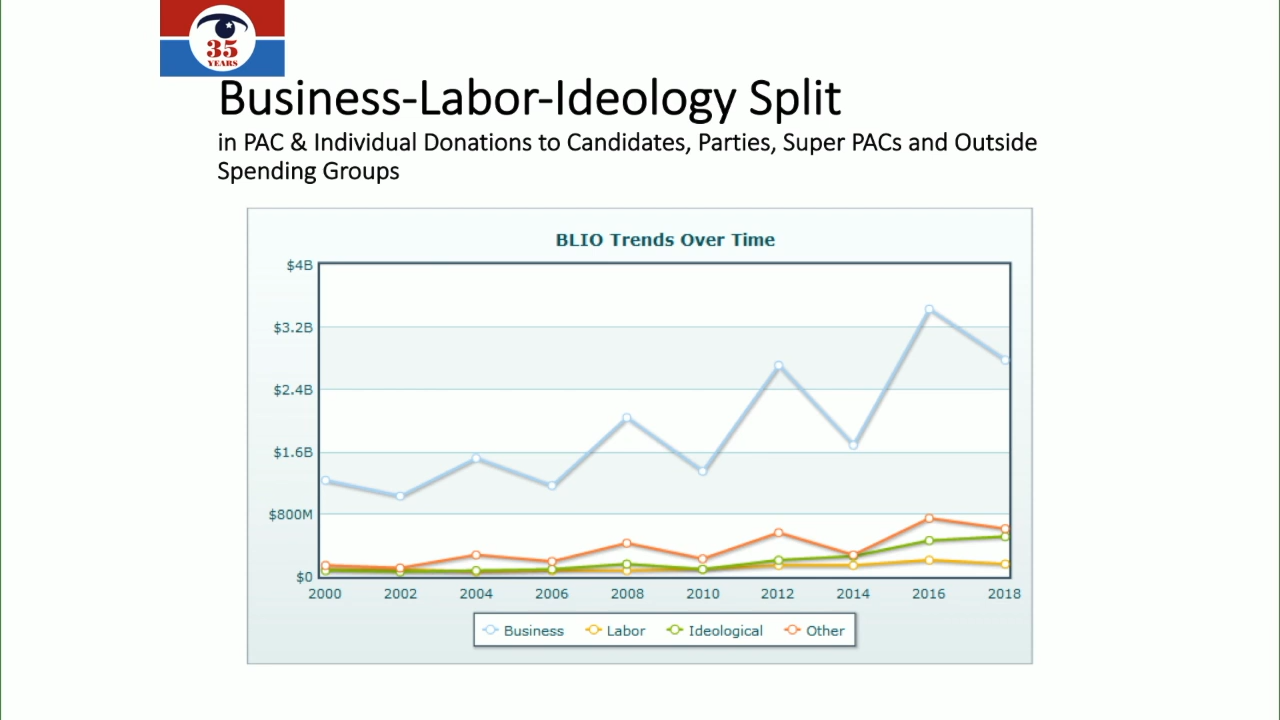 35
YEARS
Business-Labor-Ideology Split
in PAC & Individual Donations to Candidates, Parties, Super PACs and Outside
Spending Groups
BLIO Trends Over Time
$4B
$3.2B
$2.4B
$1.6B
$800M
$0
2000 2002 2004 2006 2008 2010 2012 2014 2016 2018
Business Labor Ideological Other